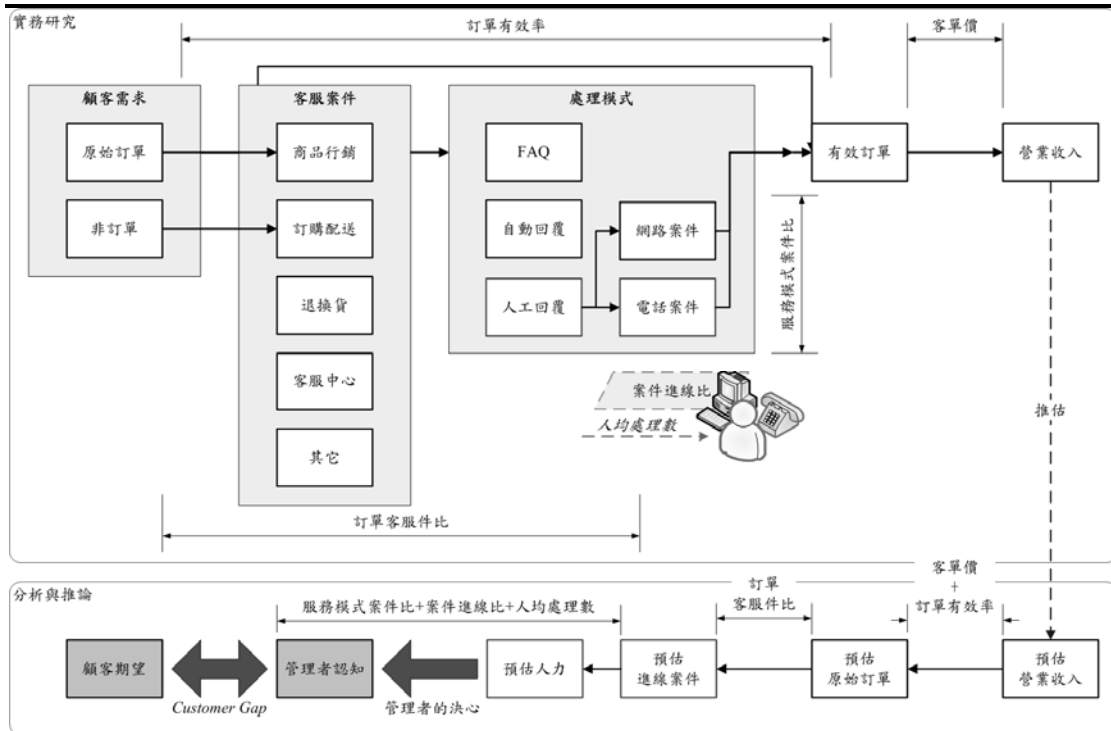 實務研究
訂單有效率
客單價
顧客需求
客服案件
處理模式
原始訂單
商品行銷
FAQ
有效訂單
營業收入
非訂單
訂購配送
自動回覆
網路案件
服務模式案件比
退換貨
人工回覆
電話案件
客服中心
案件進線比
人均處理數
推估
其它
訂單客服件比
分析與推論
服務模式案件比+案件進線比+人均處理數
訂單
客服件比
客單價
+
訂單有效率
顧客期望
管理者認知
預估人力
預估
進線案件
預估
原始訂單
預估
營業收入
Customer Gap
管理者的決心